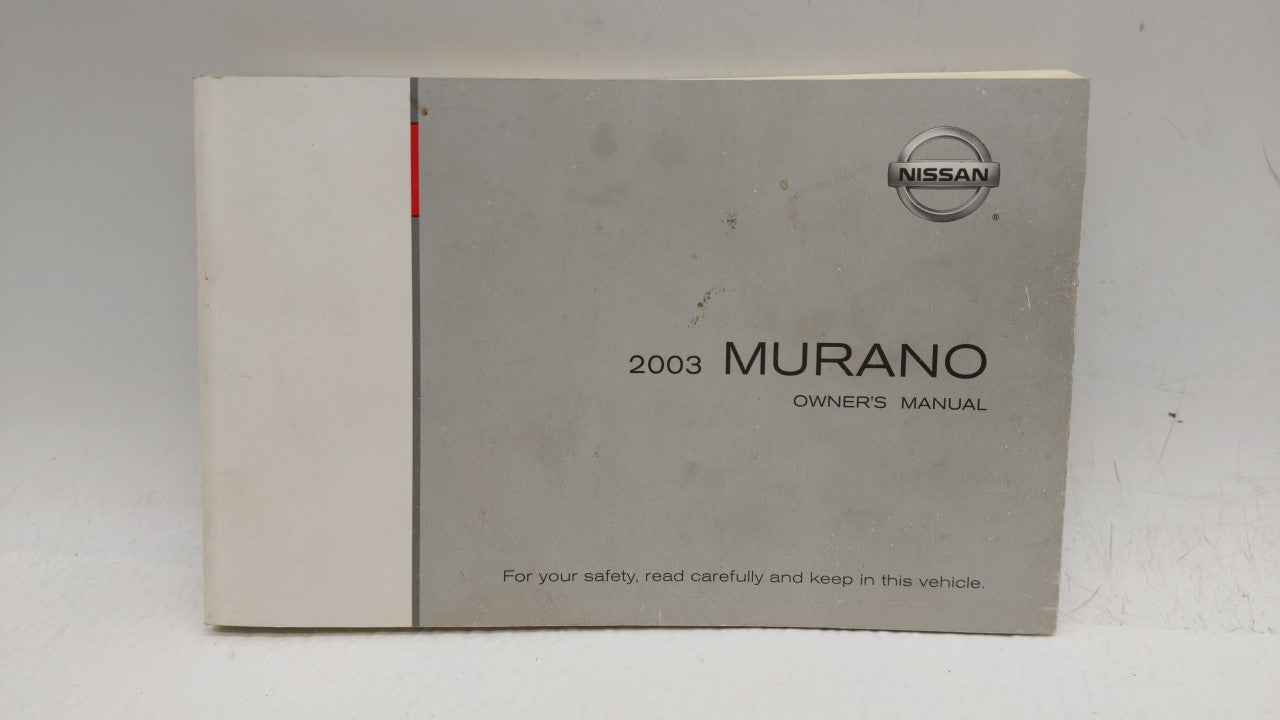 NISSAN
®
2003 MURANO
OWNER'S MANUAL
For your safety, read carefully and keep in this vehicle.